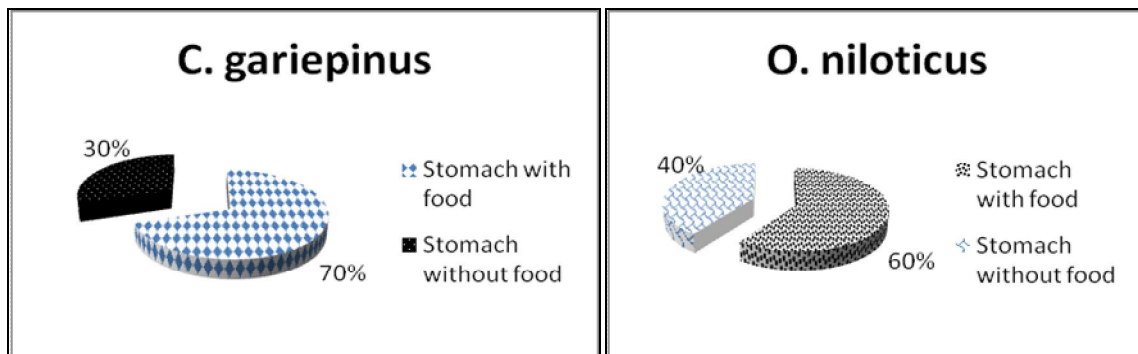 C. gariepinus
30%
70%
Stomach with
food
Stomach
without food
O. niloticus
40%
60%
Stomach
with food
Stomach
without food